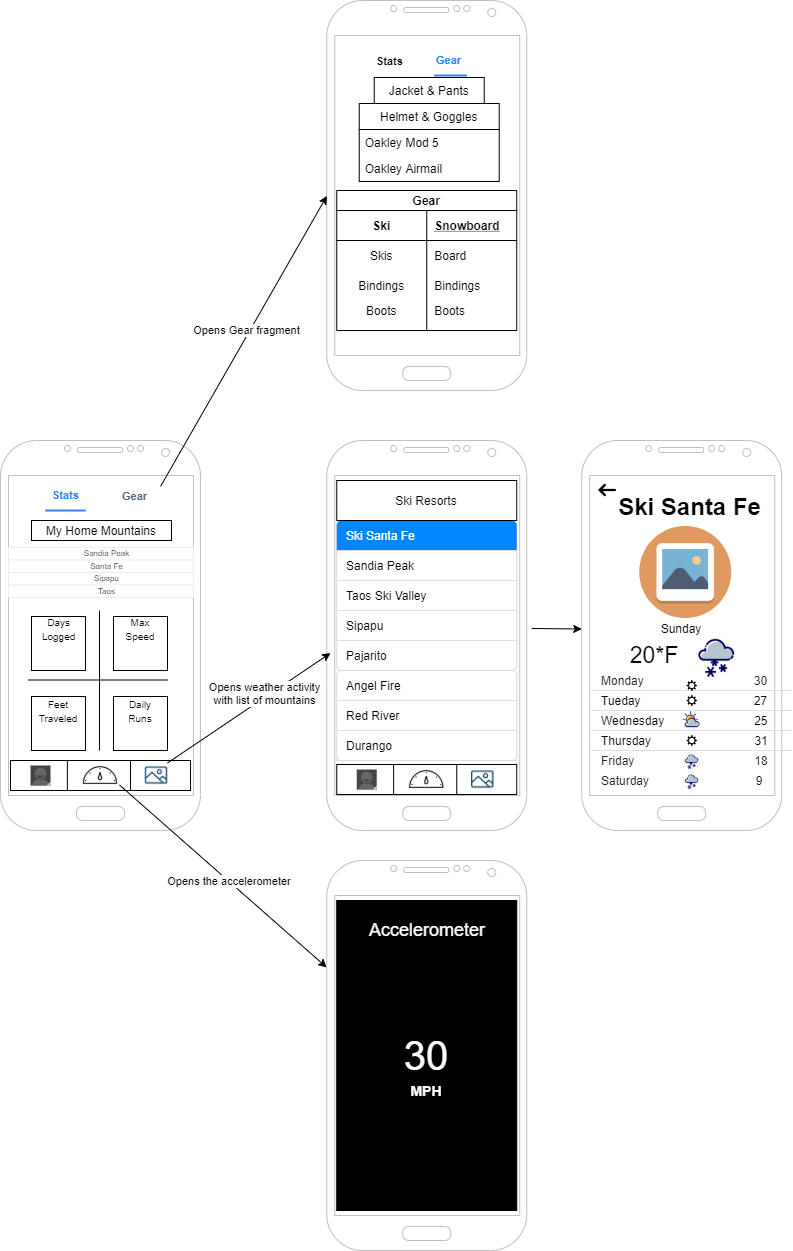 Stats Gear
Jacket & Pants
Helmet & Goggles
Oakley Mod 5
Oakley Airmail
Gear
Ski Snowboard
Skis Board
Bindings Bindings
Boots Boots
Opens Gear fragment
Stats Gear
My Home Mountains
Sandia Peak
Santa Fe
Sipapu
Taos
Days
Logged
Max
Speed
Feet
Traveled
Daily
Runs
Opens weather activity
with list of mountains
Ski Resorts
Ski Santa Fe
Sandia Peak
Taos Ski Valley
Sipapu
Pajarito
Angel Fire
Red River
Durango
Ski Santa Fe
Sunday
20*F
Monday 30
Tueday 27
Wednesday 25
Thursday 31
Friday 18
Saturday 9
Opens the accelerometer
Accelerometer
30
MPH